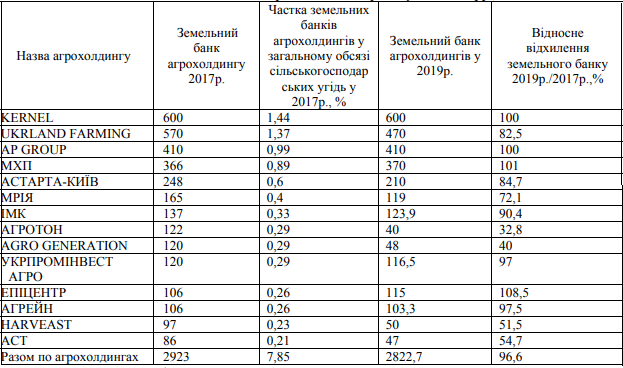 Назва агрохолдингу
Земельний
банк
агрохолдингу
2017р.
Частка земельних
банків
агрохолдингів у
загальному обсязі
сільськогосподар
ських угідь у
2017р., %
Земельний банк
агрохолдингів у
2019р.
Відносне
відхилення
земельного банку
2019р./2017р.,%
KERNEL 600 1,44 600 100
UKRLAND FARMING 570 1,37 470 82,5
AP GROUP 410 0,99 410 100
МХП 366 0,89 370 101
АСТАРТА-КИЇВ 248 0,6 210 84,7
МРІЯ 165 0,4 119 72,1
ІМК 137 0,33 123,9 90,4
АГРОТОН 122 0,29 40 32,8
AGRO GENERATION 120 0,29 48 40
УКРПРОМІНВЕСТ 120 0,29 116,5 97
АГРО
ЕПІЦЕНТР 106 0,26 115 108,5
АГРЕЙН 106 0,26 103,3 97,5
HARVEAST 97 0,23 50 51,5
АСТ 86 0,21 47 54,7
Разом по агрохолдингах 2923 7,85 2822,7 96,6